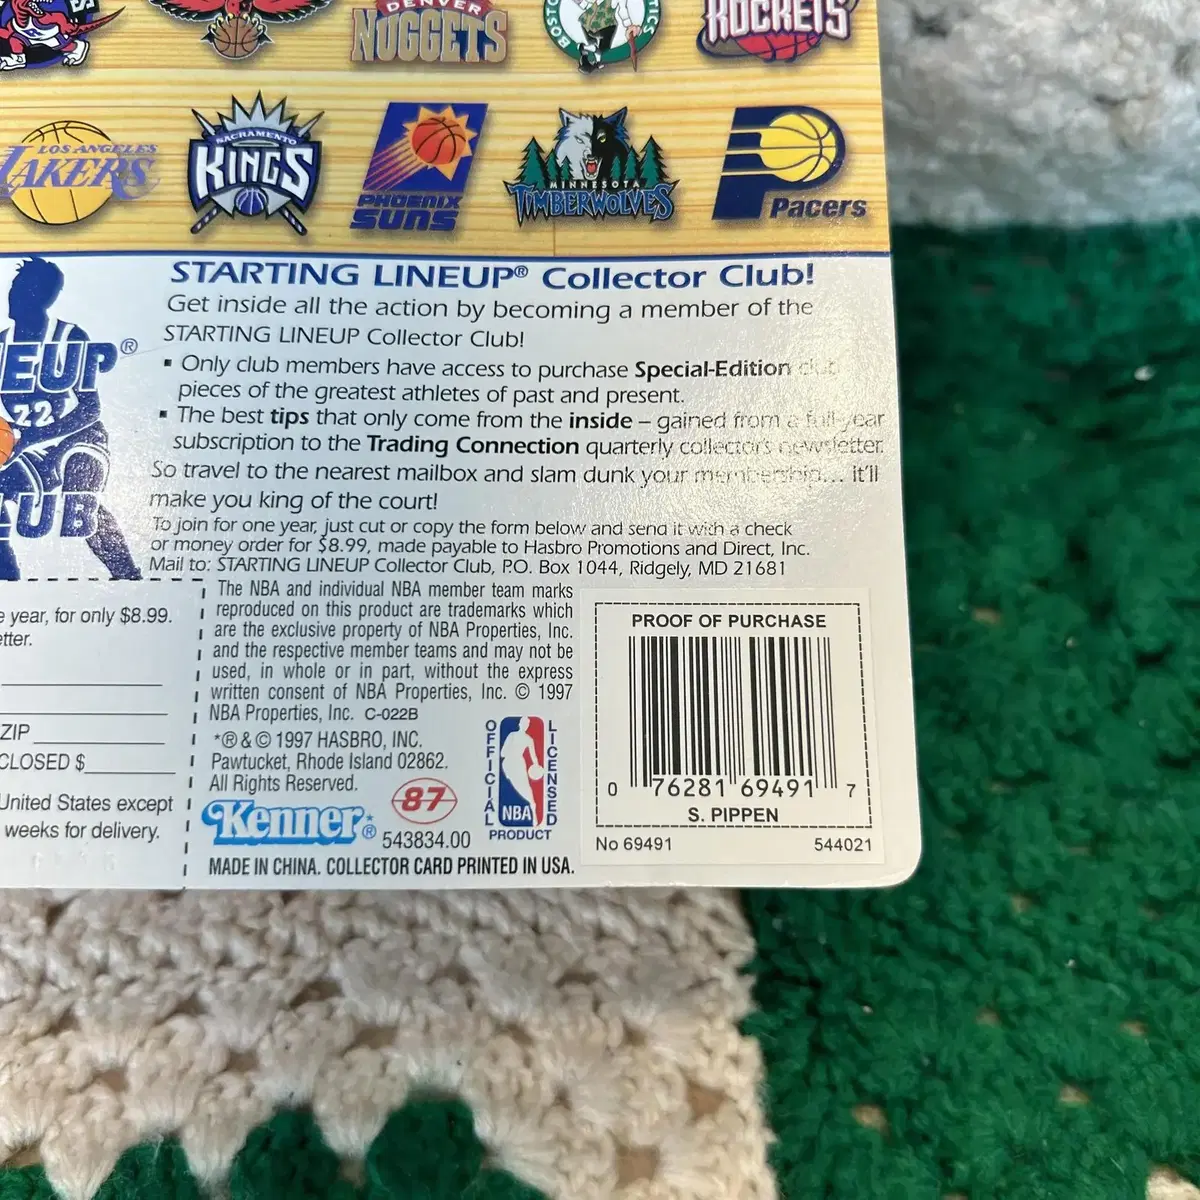 DENVER
NUGGETS
BOSTO
TICS
ROCKETS
LOS ANGELES
LAKERS
SACRAMENTO
KINGS
PHOENIX
SUNS
MINNESOTA
TIMBERWOLVES
Pacers
STARTING LINEUP® Collector Club!
Get inside all the action by becoming a member of the
STARTING LINEUP Collector Club!
▪ Only club members have access to purchase Special-Edition club
pieces of the greatest athletes of past and present.
▪ The best tips that only come from the inside – gained from a full-year
subscription to the Trading Connection quarterly collector's newsletter.
So travel to the nearest mailbox and slam dunk your membership... it'll
make you king of the court!
To join for one year, just cut or copy the form below and send it with a check
or money order for $8.99, made payable to Hasbro Promotions and Direct, Inc.
Mail to: STARTING LINEUP Collector Club, P.O. Box 1044, Ridgely, MD 21681
EUP®
22
LUB
e year, for only $8.99.
etter.
ZIP
CLOSED $
United States except
weeks for delivery.
The NBA and individual NBA member team marks
reproduced on this product are trademarks which
are the exclusive property of NBA Properties, Inc.
and the respective member teams and may not be
used, in whole or in part, without the express
written consent of NBA Properties, Inc. © 1997
NBA Properties, Inc. C-022B
*® & © 1997 HASBRO, INC.
Pawtucket, Rhode Island 02862.
All Rights Reserved.
Kenner®
87
543834.00
OFFICIAL
LICENSED
NBA
PRODUCT
MADE IN CHINA. COLLECTOR CARD PRINTED IN USA.
PROOF OF PURCHASE
0 76281 69491 7
S. PIPPEN
No 69491 544021